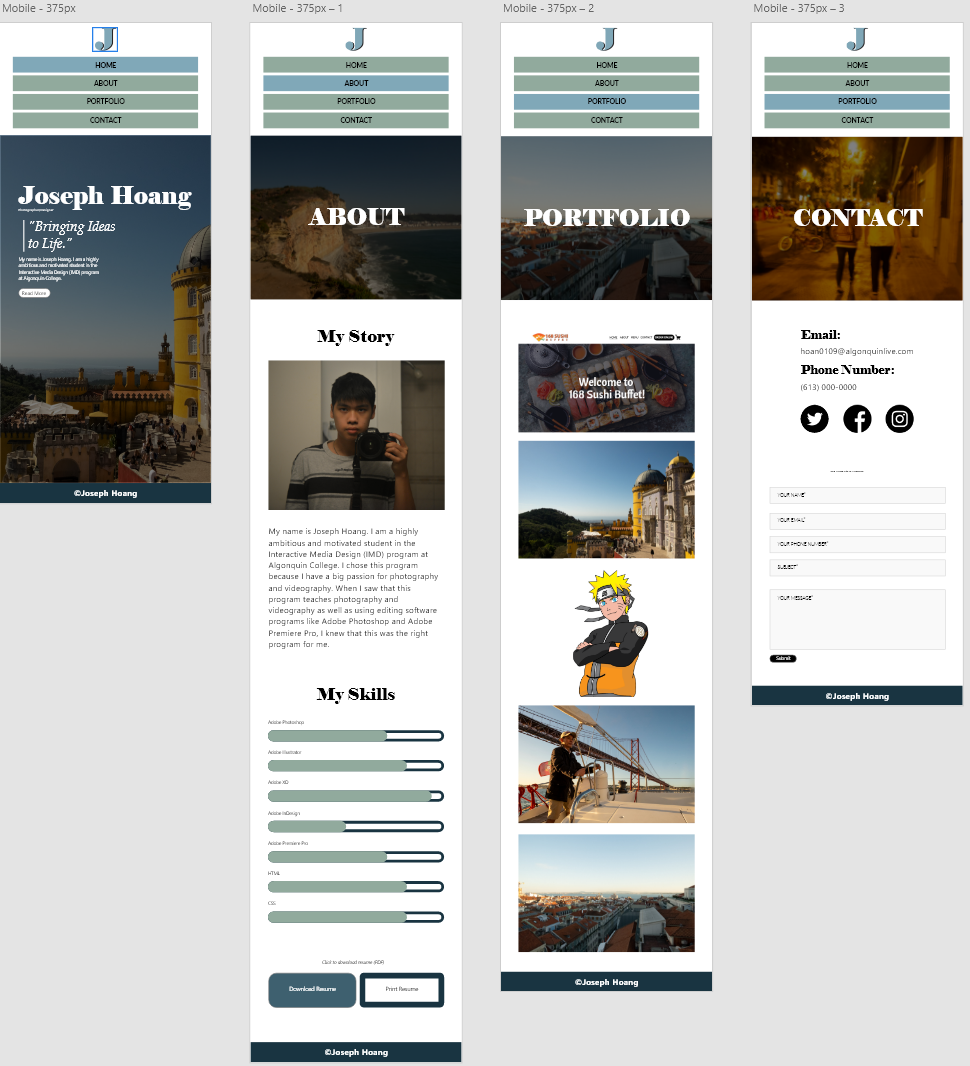 Mobile - 375px
J
HOME
ABOUT
PORTFOLIO
CONTACT
Joseph Hoang
"Bringing Ideas
to Life."
My name is Joseph Hoang. I am a highly
ambitious and motivated student in the
Interactive Media Design (IMD) program
at Algonquin College.
Read More
©Joseph Hoang
Mobile - 375px – 1
J
HOME
ABOUT
PORTFOLIO
CONTACT
ABOUT
My Story
My name is Joseph Hoang. I am a highly
ambitious and motivated student in the
Interactive Media Design (IMD) program at
Algonquin College. I chose this program
because I have a big passion for photography
and videography. When I saw that this
program teaches photography and
videography as well as using editing software
programs like Adobe Photoshop and Adobe
Premiere Pro, I knew that this was the right
program for me.
My Skills
Adobe Photoshop
Adobe Illustrator
Adobe XD
Adobe InDesign
Adobe Premiere Pro
HTML
CSS
Click to download resume (PDF)
Download Resume
Print Resume
©Joseph Hoang
Mobile - 375px – 2
J
HOME
ABOUT
PORTFOLIO
CONTACT
PORTFOLIO
168 SUSHI
BUFFET
HOME ABOUT MENU CONTACT ORDER ONLINE
Welcome to
168 Sushi Buffet!
©Joseph Hoang
Mobile - 375px – 3
J
HOME
ABOUT
PORTFOLIO
CONTACT
CONTACT
Email:
hoan0109@algonquinlive.com
Phone Number:
(613) 000-0000
YOUR NAME*
YOUR EMAIL*
YOUR PHONE NUMBER*
SUBJECT*
YOUR MESSAGE*
Submit
©Joseph Hoang